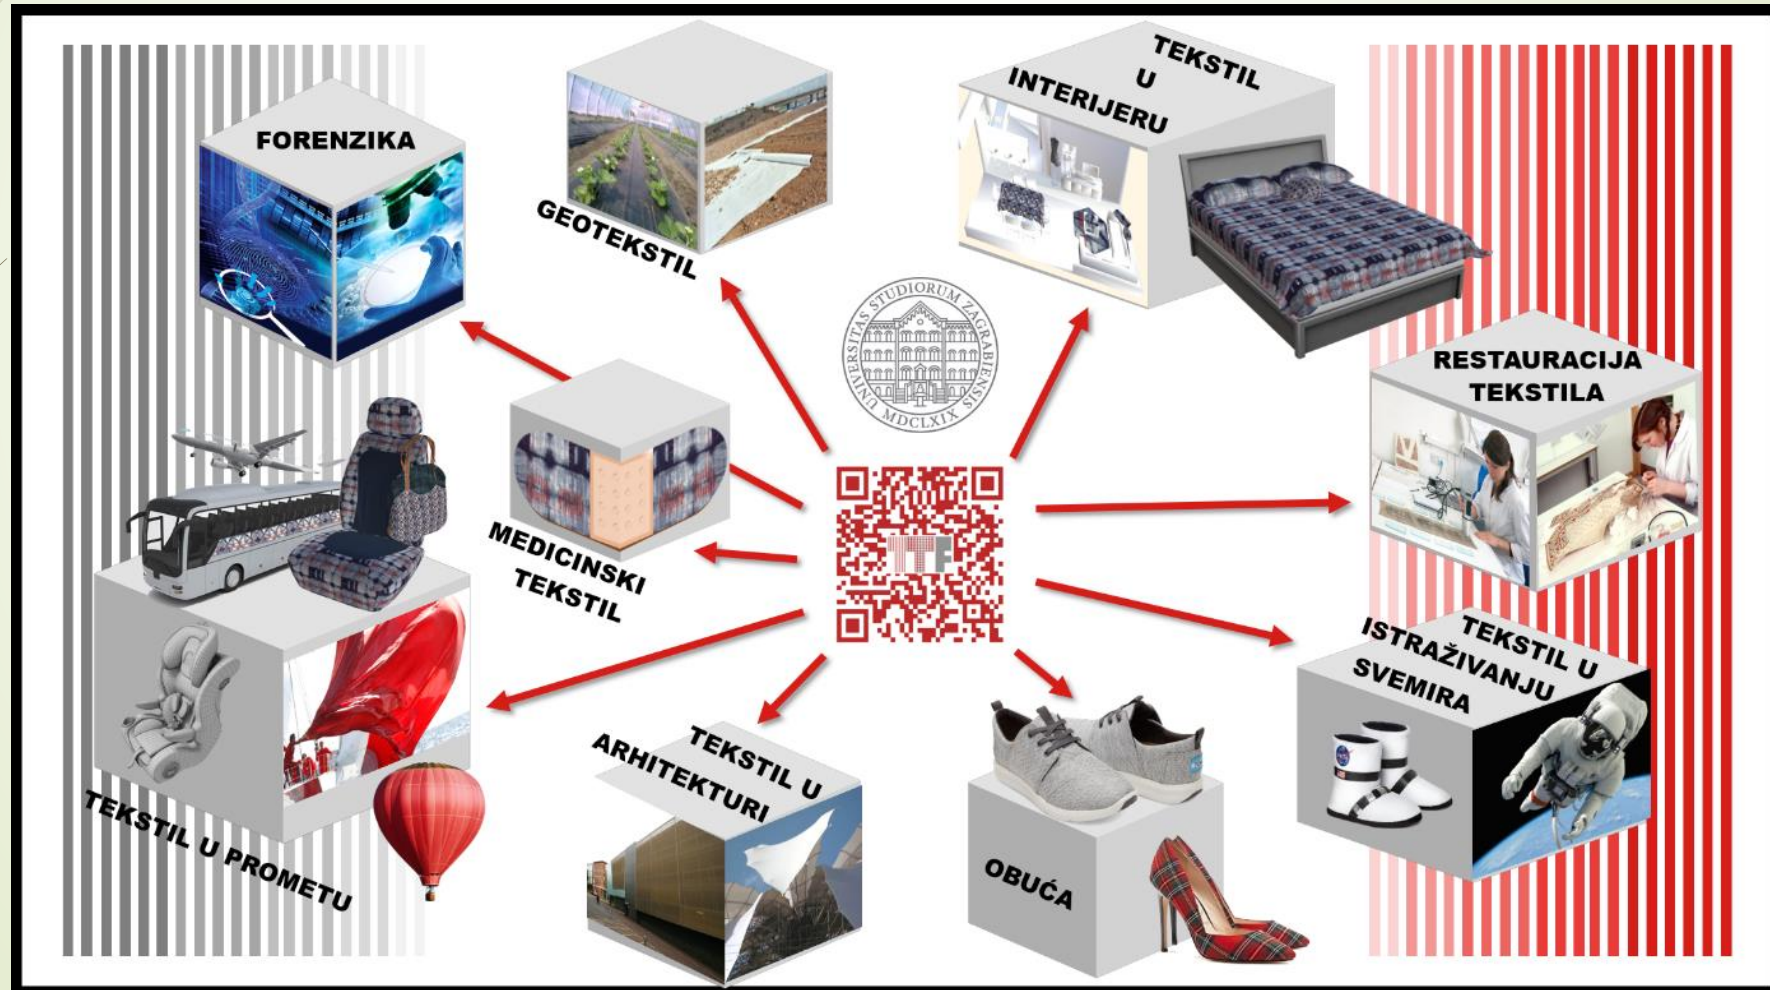 FORENZIKA
GEOTEKSTIL
TEKSTIL
U
INTERIJERU
UNIVERSITAS STUDIORUM ZAGRABIENSIS
MDCLXIX
RESTAURACIJA
TEKSTILA
MEDICINSKI
TEKSTIL
TTF
TEKSTIL U
ISTRAŽIVANJU
SVEMIRA
TEKSTIL U PROMETU
TEKSTIL U
ARHITEKTURI
OBUĆA